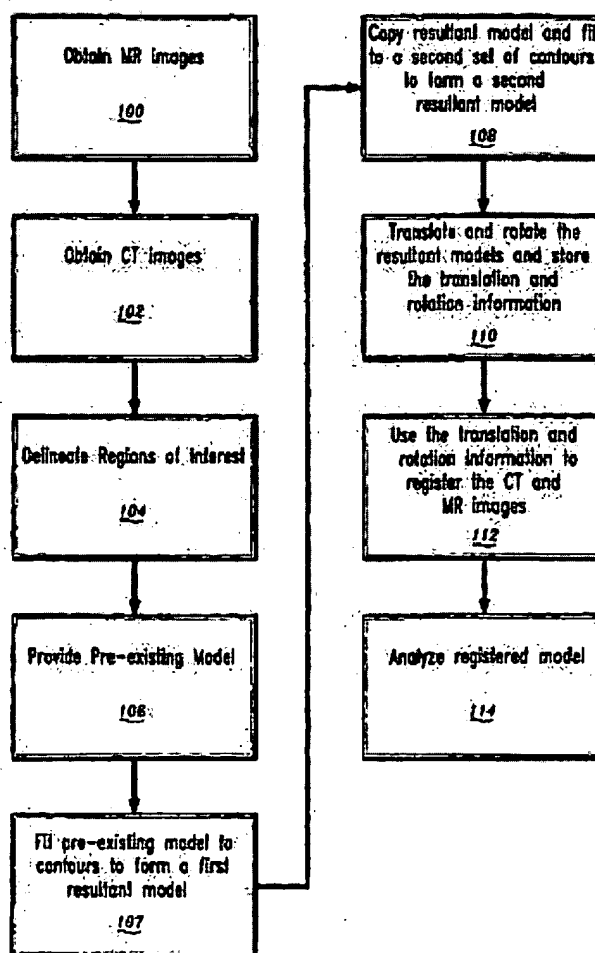 Obtain MR Images
100
Obtain CT Images
102
Delineate Regions of Interest
104
Provide Pre-existing Model
106
Fit pre-existing model to
contours to form a first
resultant model
107
Copy resultant model and fit
to a second set of contours
to form a second
resultant model
108
Translate and rotate the
resultant models and store
the translation and
rotation information
110
Use the translation and
rotation information to
register the CT and
MR images
112
Analyze registered model
114